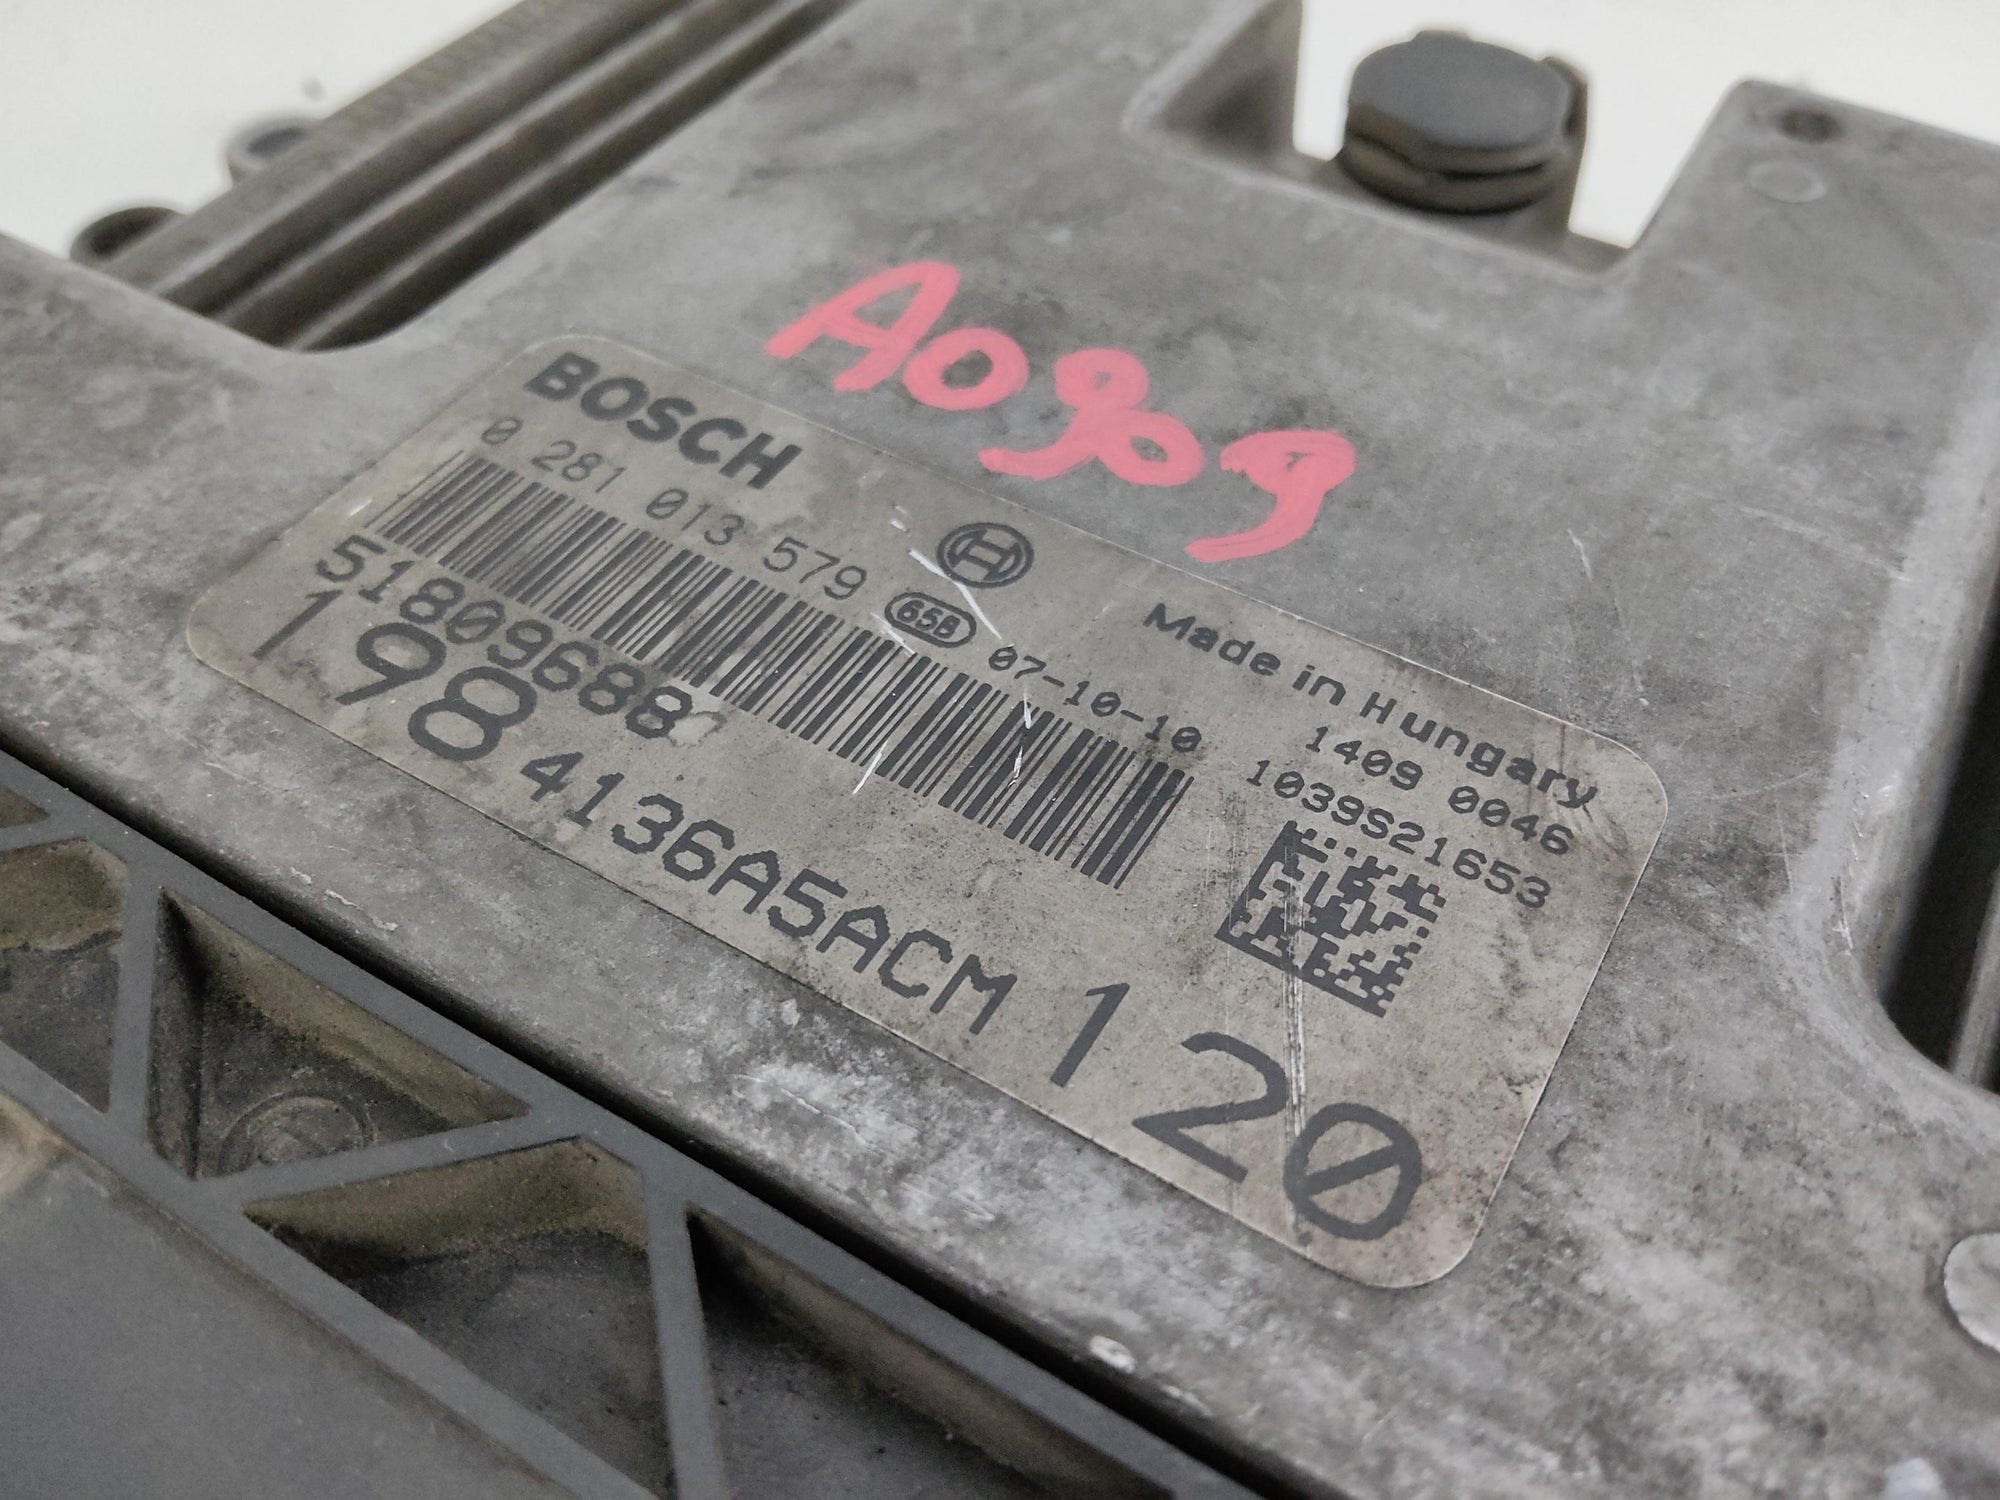 A0909
BOSCH
0 281 013 579 65B 07-10-10
Made in Hungary
1409 0046
1039S21653
51809688
198 4136A5ACM 120